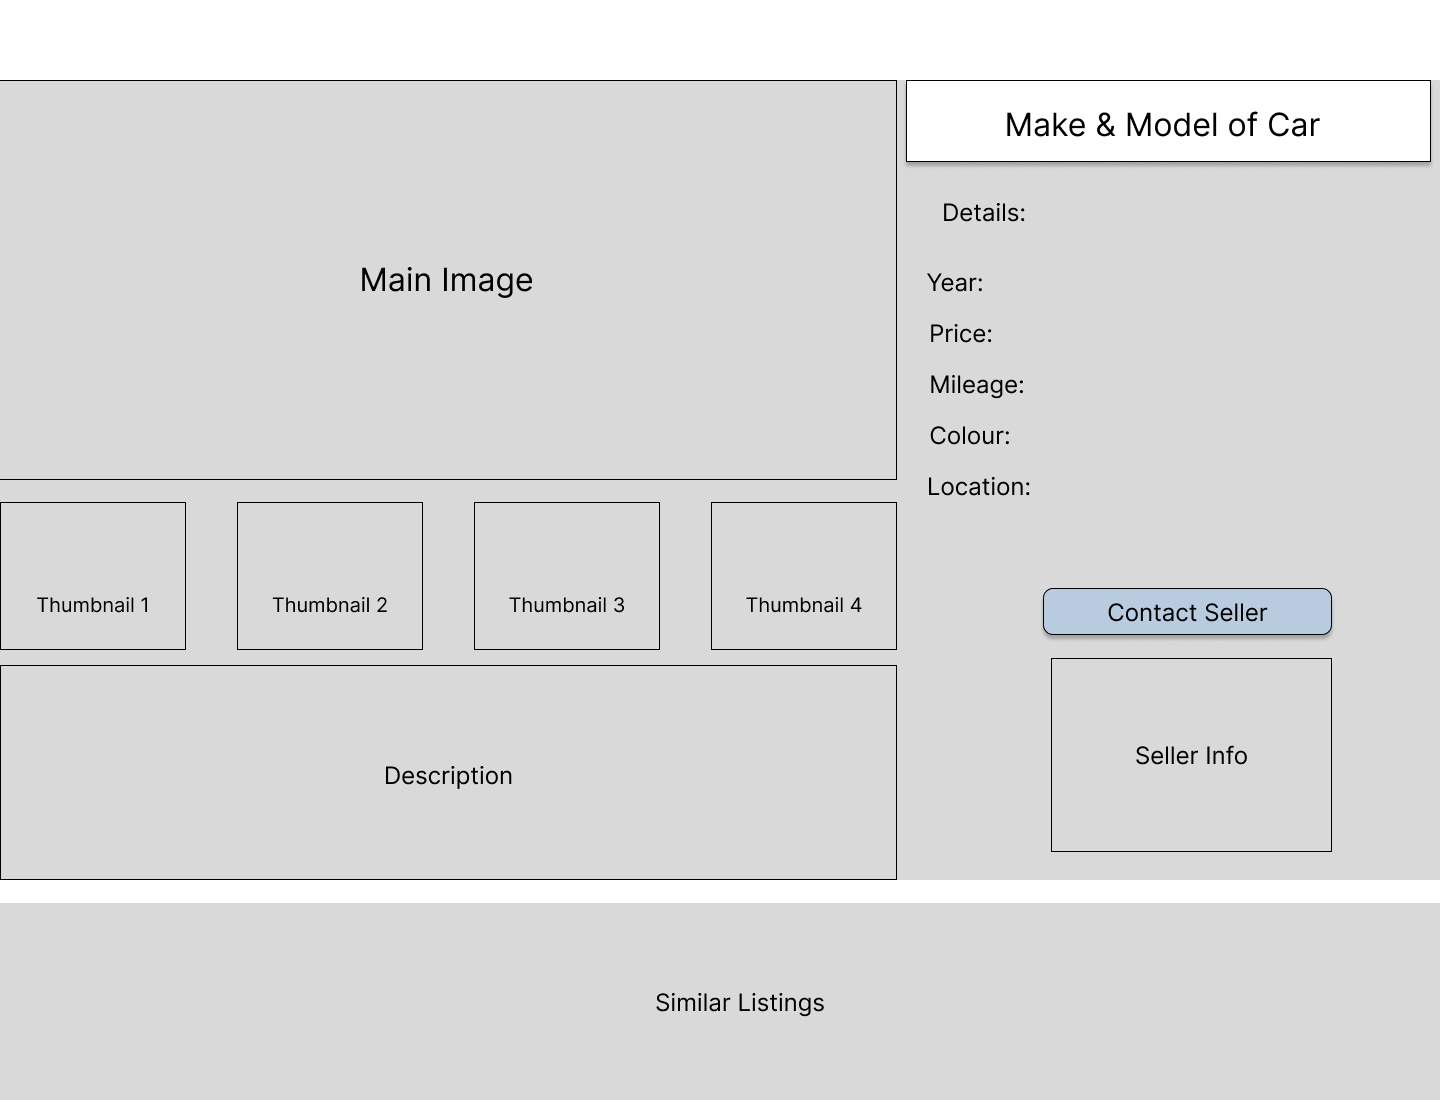 Make & Model of Car
Main Image
Details:
Year:
Price:
Mileage:
Colour:
Location:
Thumbnail 1
Thumbnail 2
Thumbnail 3
Thumbnail 4
Contact Seller
Seller Info
Description
Similar Listings